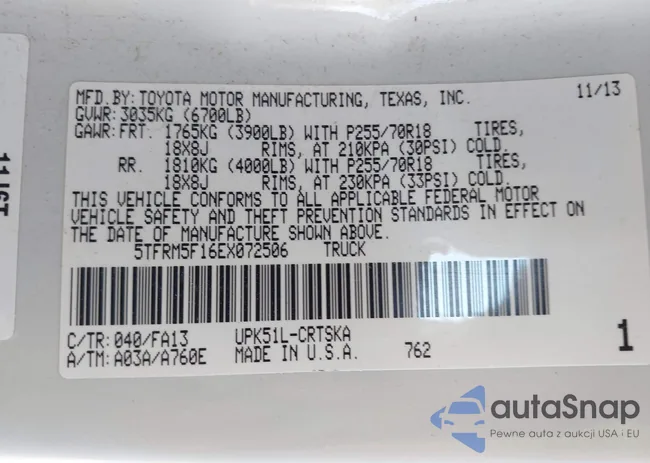 MFD.BY: TOYOTA MOTOR MANUFACTURING, TEXAS, INC. 11/13
GVWR: 3035KG (6700LB)
GAWR: FRT. 1765KG (3900LB) WITH P255/70R18 TIRES,
18X8J RIMS, AT 210KPA (30PSI) COLD.
RR. 1810KG (4000LB) WITH P255/70R18 TIRES,
18X8J RIMS, AT 230KPA (33PSI) COLD.
THIS VEHICLE CONFORMS TO ALL APPLICABLE FEDERAL MOTOR
VEHICLE SAFETY AND THEFT PREVENTION STANDARDS IN EFFECT ON
THE DATE OF MANUFACTURE SHOWN ABOVE.
5TFRM5F16EX072506 TRUCK
C/TR: 040/FA13 UPK51L-CRTSKA
A/TM: A03A/A760E MADE IN U.S.A. 762 1
autaSnap
Pewne auta z aukcji USA i EU